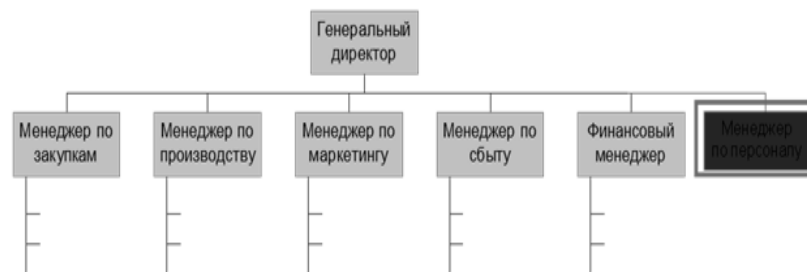 Генеральный
директор
Менеджер по
закупкам
Менеджер по
производству
Менеджер по
маркетингу
Менеджер по
сбыту
Финансовый
менеджер
Менеджер
по персоналу